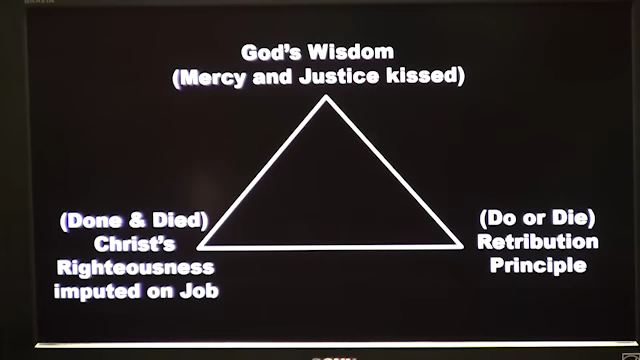 God's Wisdom
(Mercy and Justice kissed)
(Done & Died)
Christ's
Righteousness
imputed on Job
(Do or Die)
Retribution
Principle